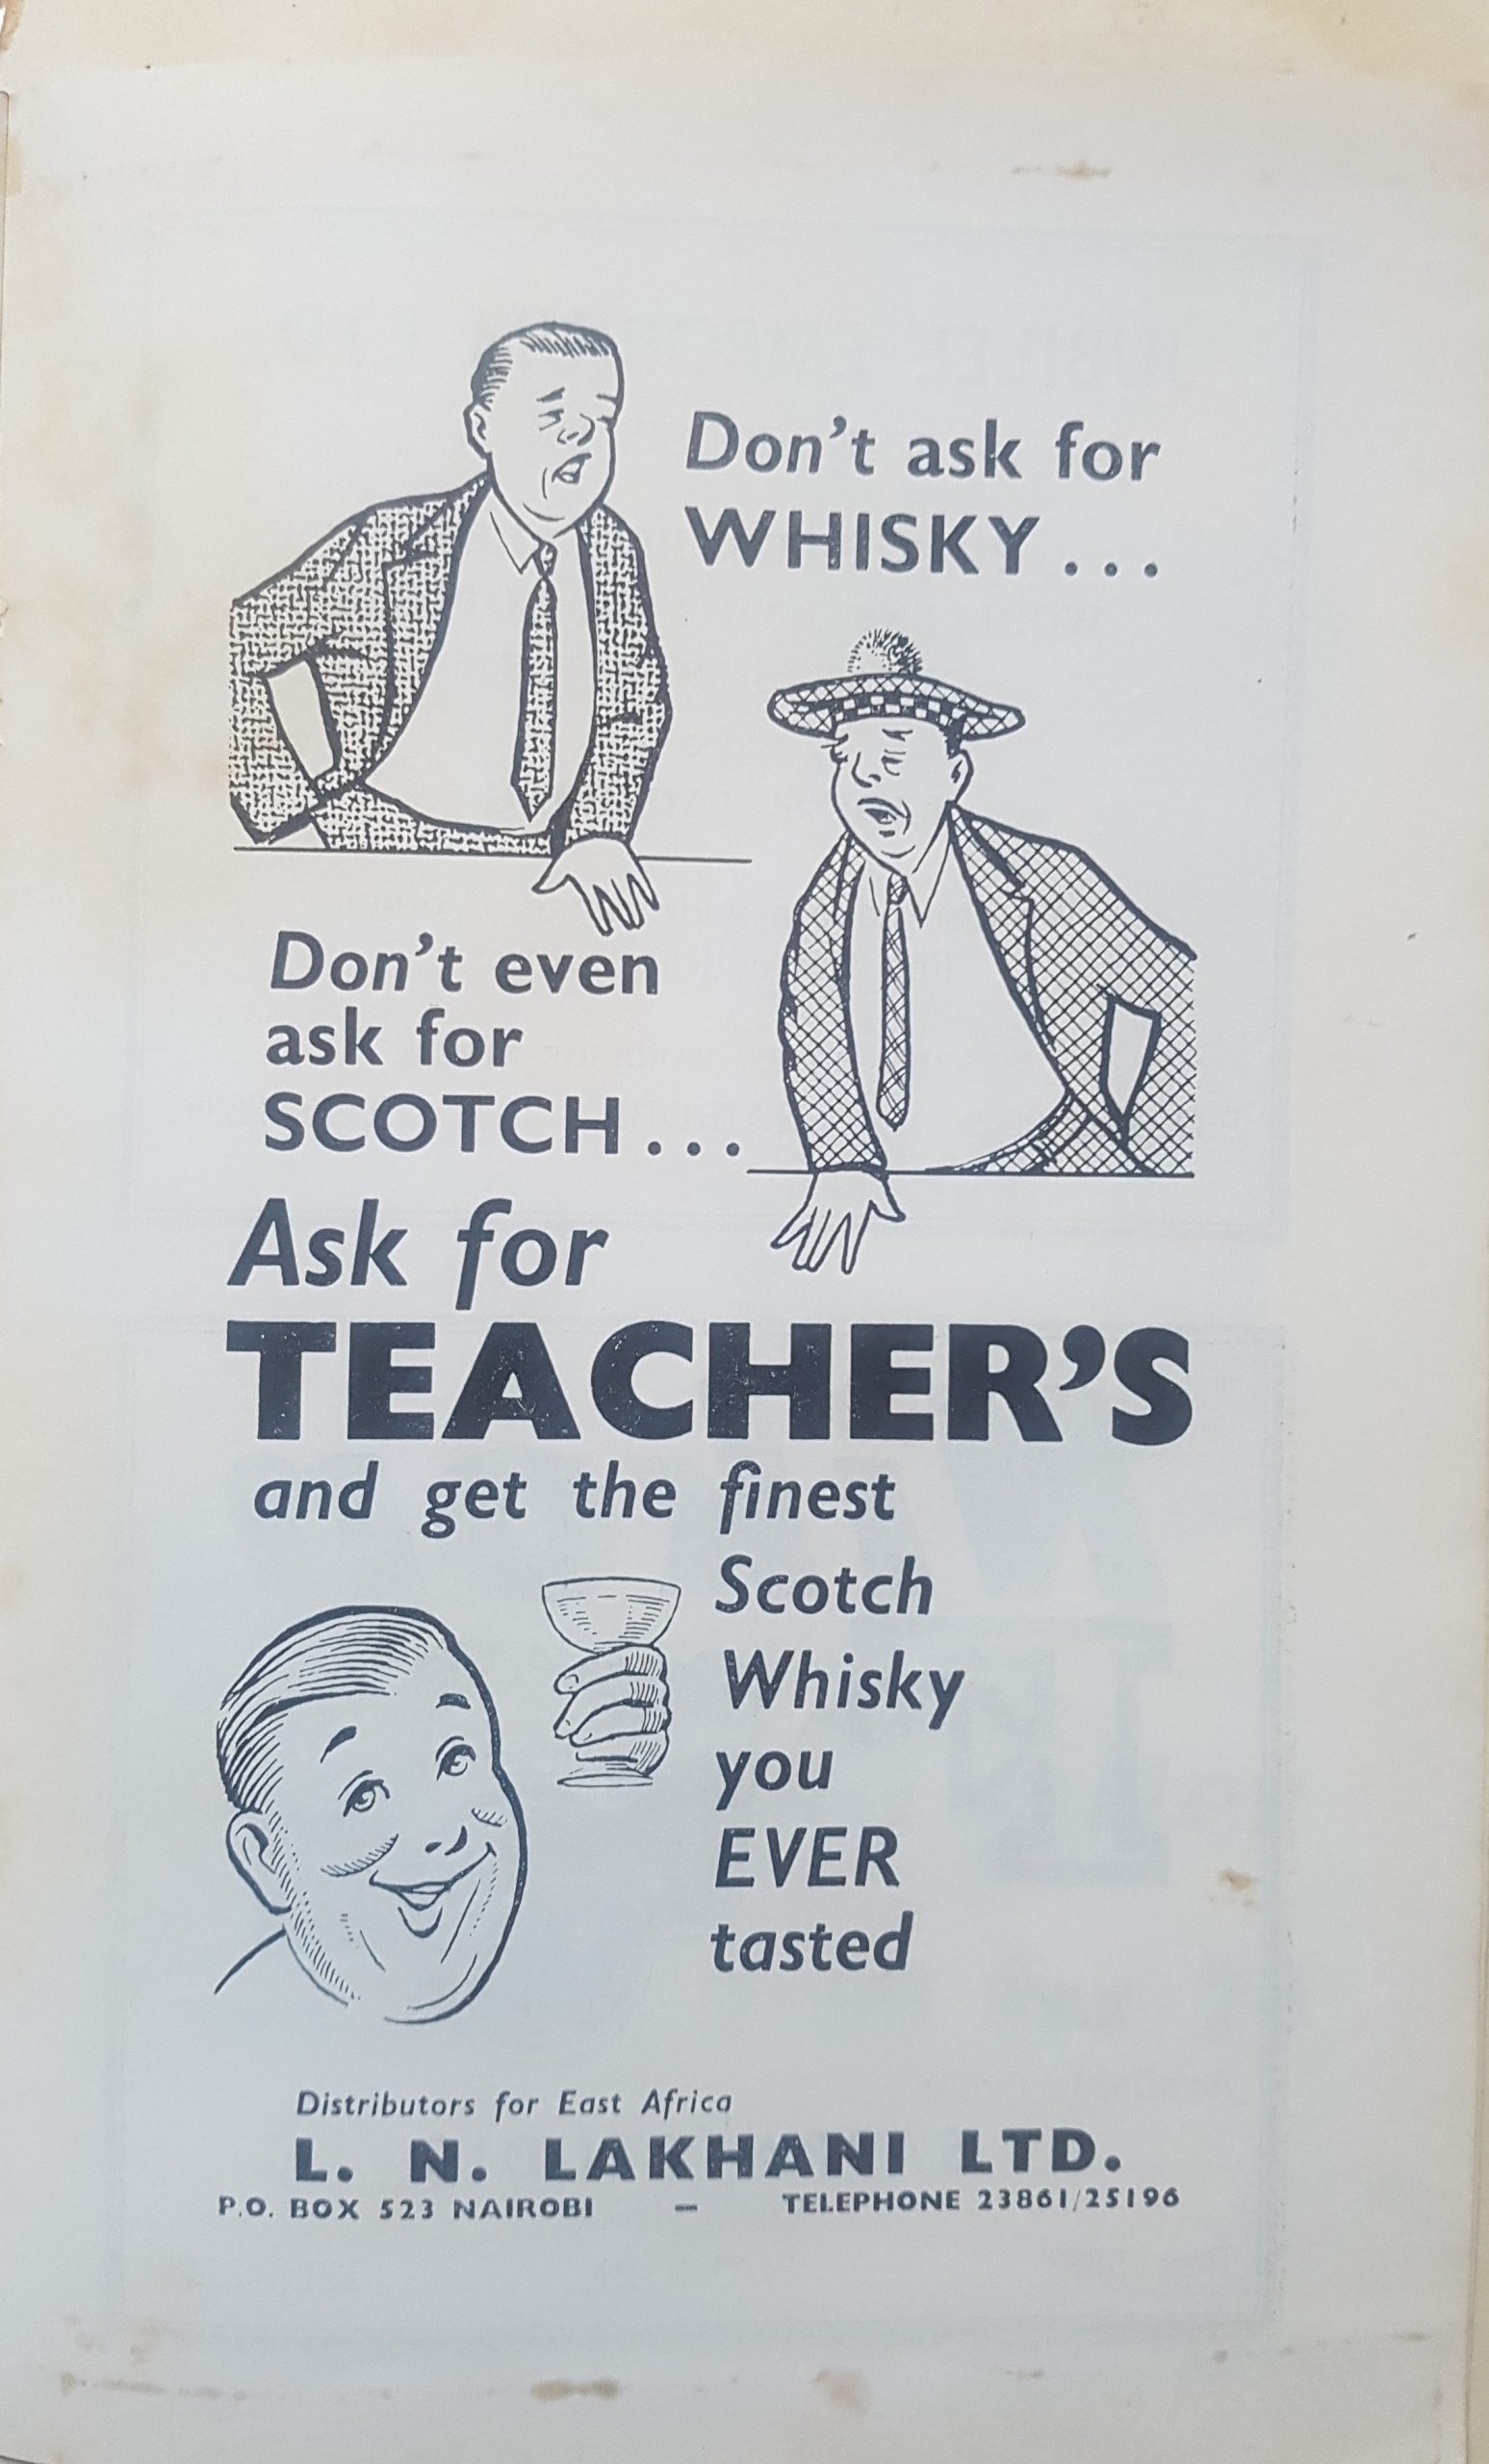 Don't ask for
WHISKY...
Don't even
ask for
SCOTCH...
Ask for
TEACHER'S
and get the finest
Scotch
Whisky
you
EVER
tasted
Distributors for East Africa
L. N. LAKHANI LTD.
P.O. BOX 523 NAIROBI – TELEPHONE 23861/25196